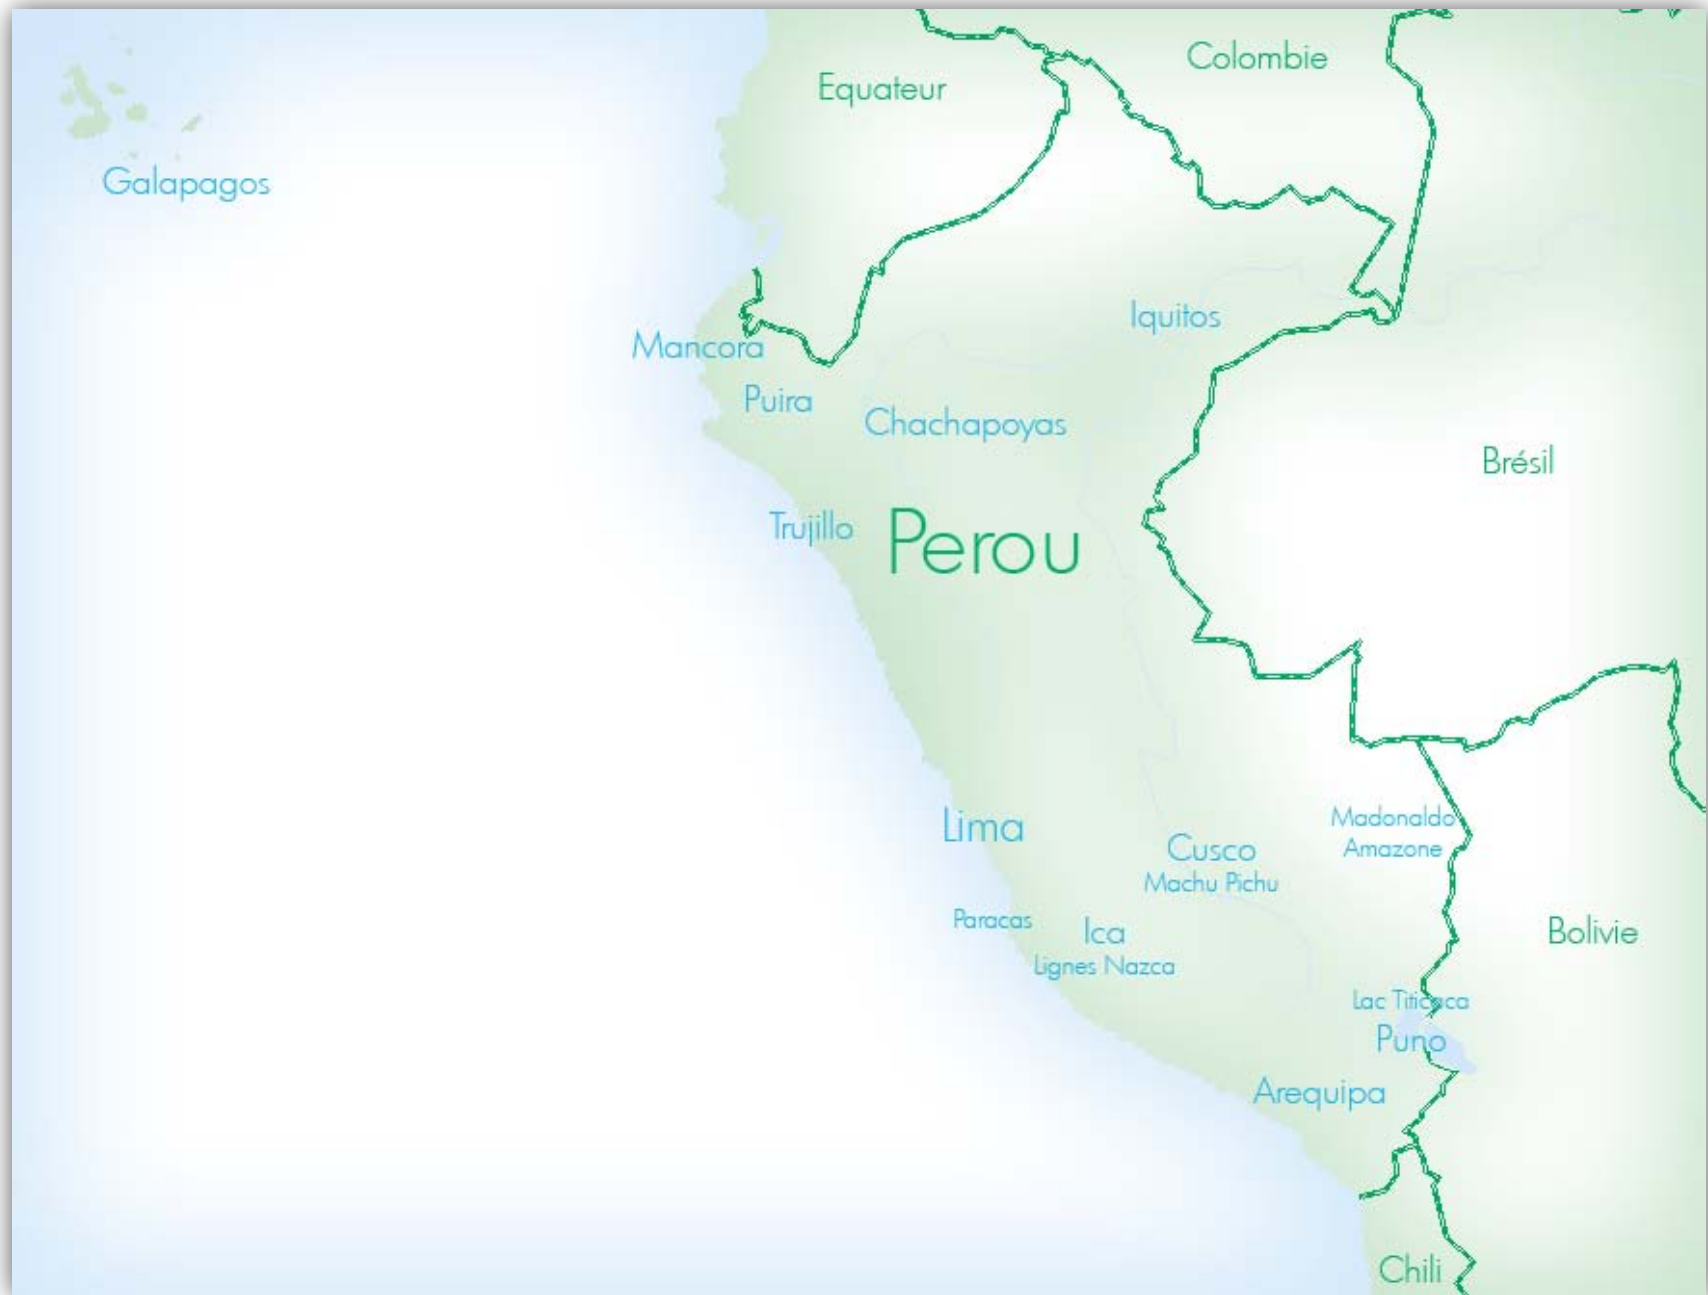 Colombie
Equateur
Galapagos
Iquitos
Mancora
Puira
Chachapoyas
Brésil
Trujillo
Perou
Lima
Madonaldo
Amazone
Cusco
Machu Pichu
Paracas
Ica
Lignes Nazca
Bolivie
Lac Titicaca
Puno
Arequipa
Chili